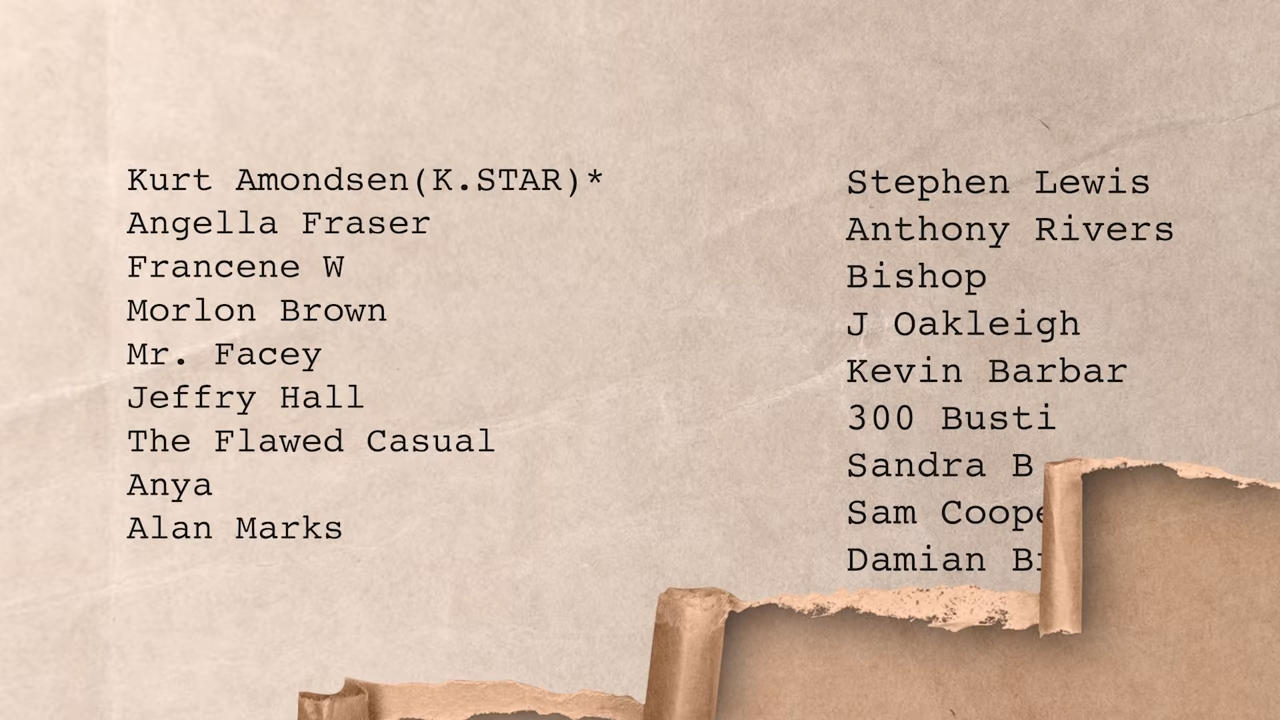 Kurt Amondsen(K.STAR)*
Angella Fraser
Francene W
Morlon Brown
Mr. Facey
Jeffry Hall
The Flawed Casual
Anya
Alan Marks
Stephen Lewis
Anthony Rivers
Bishop
J Oakleigh
Kevin Barbar
300 Busti
Sandra B
Sam
Damian